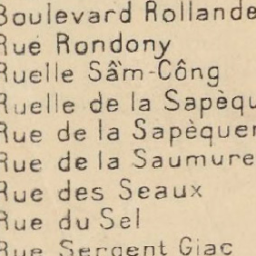 Boulevard Rollande
Rue Rondony
Ruelle Sầm-Công
Ruelle de la Sapèqu
Rue de la Sapèquer
Rue de la Saumure
Rue des Seaux
Rue du Sel
Rue Sergent Giac